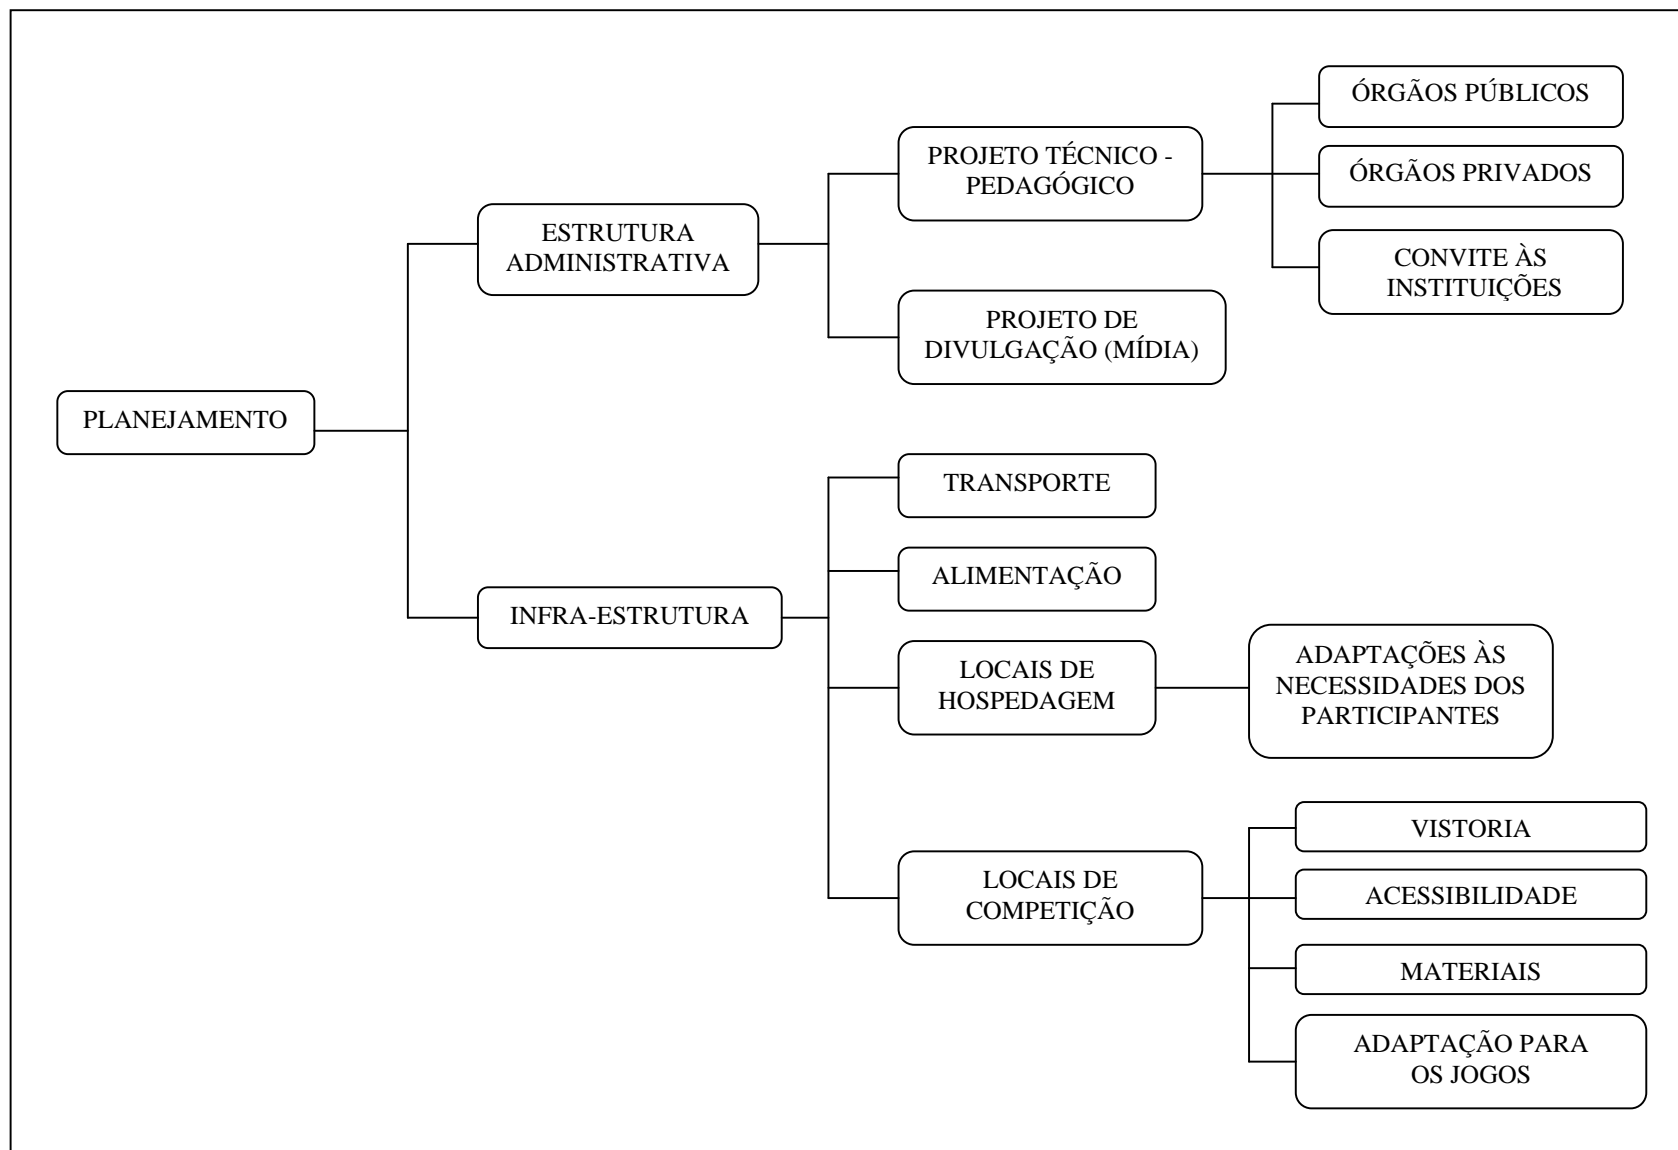 ÓRGÃOS PÚBLICOS
PROJETO TÉCNICO -
PEDAGÓGICO
ÓRGÃOS PRIVADOS
ESTRUTURA
ADMINISTRATIVA
CONVITE ÀS
INSTITUIÇÕES
PROJETO DE
DIVULGAÇÃO (MÍDIA)
PLANEJAMENTO
TRANSPORTE
ALIMENTAÇÃO
INFRA-ESTRUTURA
LOCAIS DE
HOSPEDAGEM
ADAPTAÇÕES ÀS
NECESSIDADES DOS
PARTICIPANTES
VISTORIA
LOCAIS DE
COMPETIÇÃO
ACESSIBILIDADE
MATERIAIS
ADAPTAÇÃO PARA
OS JOGOS